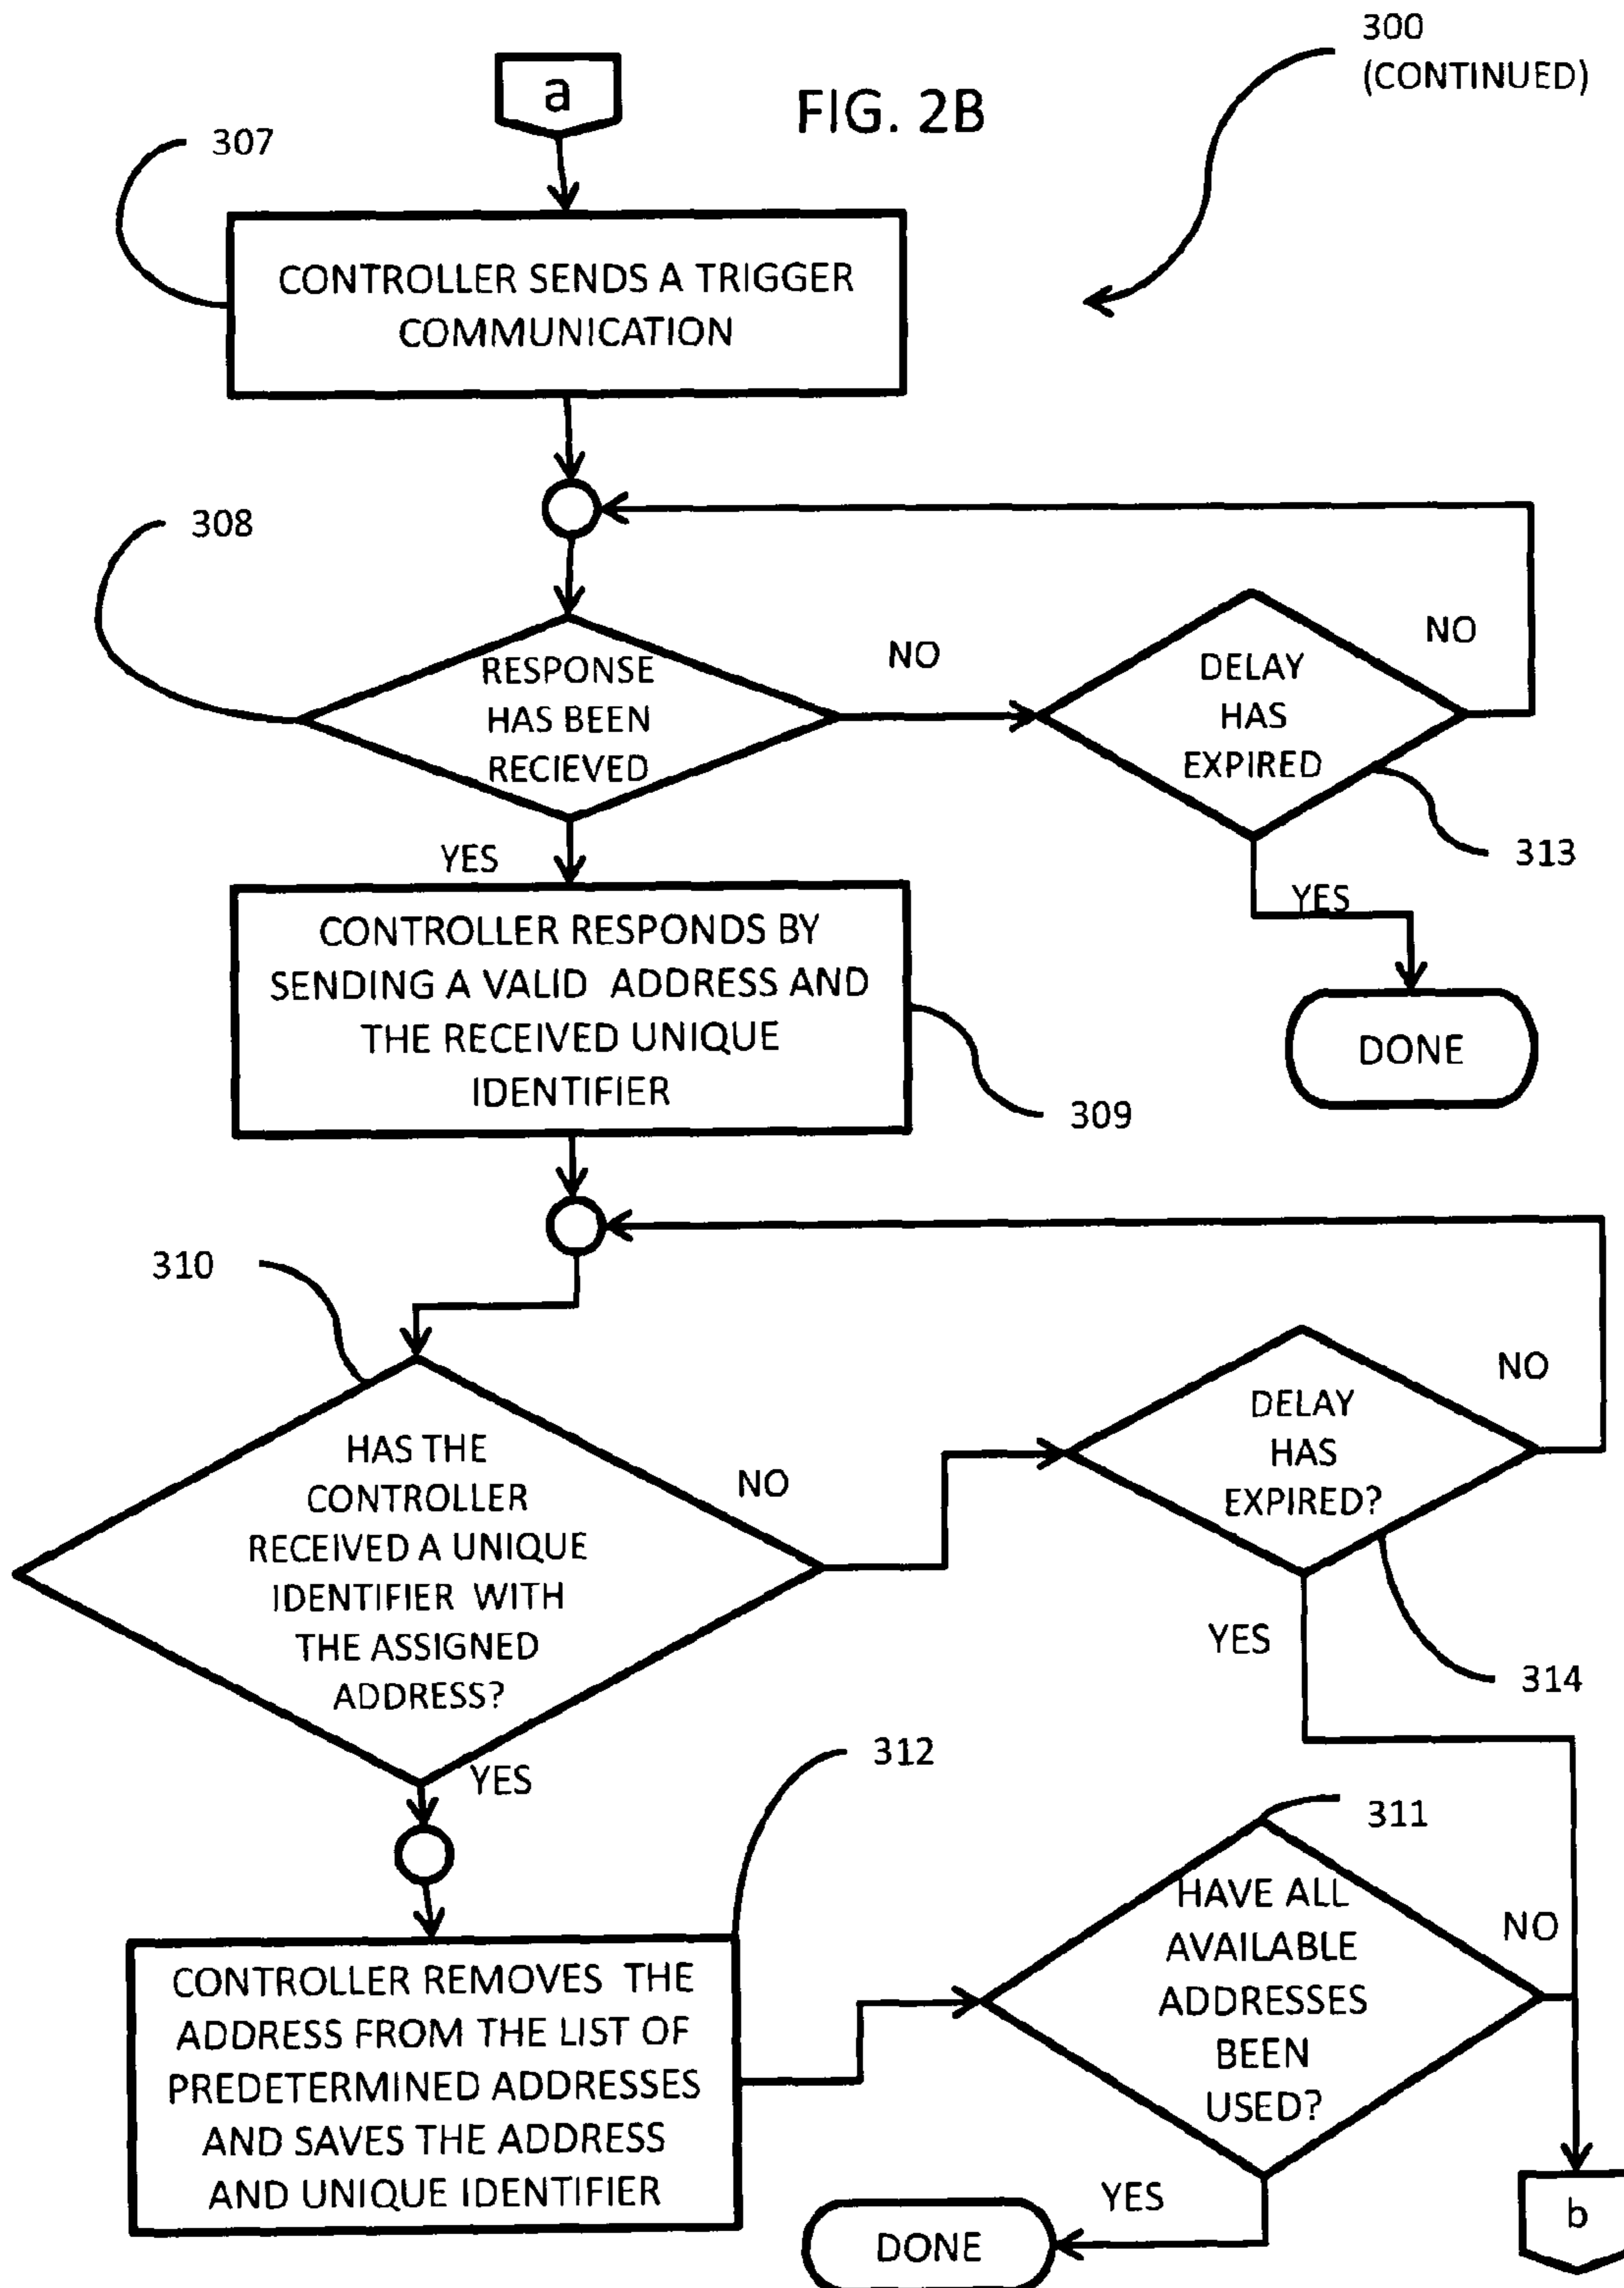 300
(CONTINUED)
a
FIG. 2B
307
CONTROLLER SENDS A TRIGGER
COMMUNICATION
308
RESPONSE
HAS BEEN
RECIEVED
NO
DELAY
HAS
EXPIRED
NO
313
YES
YES
CONTROLLER RESPONDS BY
SENDING A VALID ADDRESS AND
THE RECEIVED UNIQUE
IDENTIFIER
309
DONE
310
HAS THE
CONTROLLER
RECEIVED A UNIQUE
IDENTIFIER WITH
THE ASSIGNED
ADDRESS?
NO
DELAY
HAS
EXPIRED?
NO
314
YES
YES
312
311
CONTROLLER REMOVES THE
ADDRESS FROM THE LIST OF
PREDETERMINED ADDRESSES
AND SAVES THE ADDRESS
AND UNIQUE IDENTIFIER
HAVE ALL
AVAILABLE
ADDRESSES
BEEN
USED?
NO
YES
DONE
b